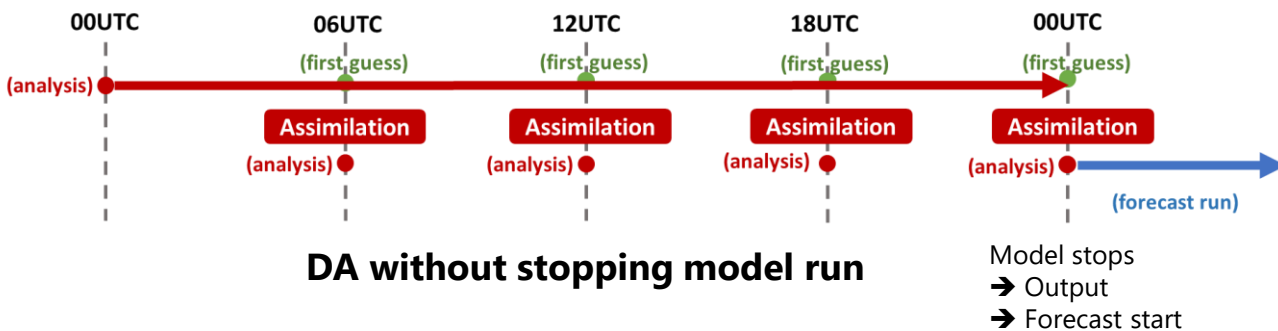 00UTC 06UTC 12UTC 18UTC 00UTC
(first guess) (first guess) (first guess) (first guess)
(analysis)
Assimilation Assimilation Assimilation Assimilation
(analysis) (analysis) (analysis) (analysis)
(forecast run)
DA without stopping model run
Model stops
➔ Output
➔ Forecast start